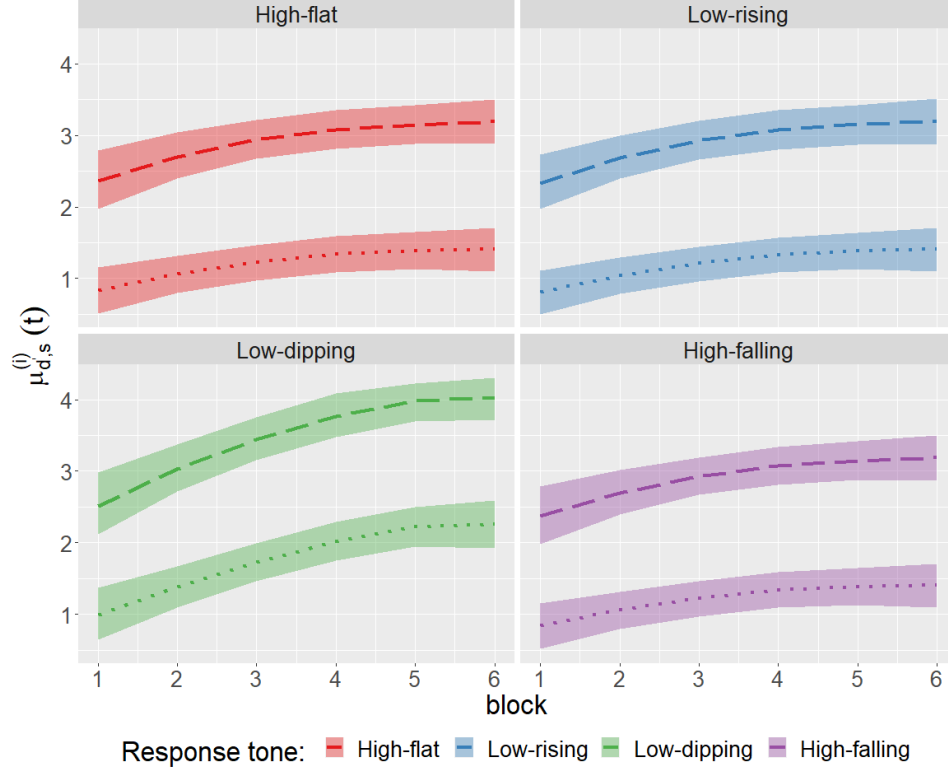 High-flat Low-rising
4
3
2
1
μ_{d,s}^{(i)} (t)
Low-dipping High-falling
4
3
2
1
1 2 3 4 5 6 1 2 3 4 5 6
block
Response tone: High-flat Low-rising Low-dipping High-falling